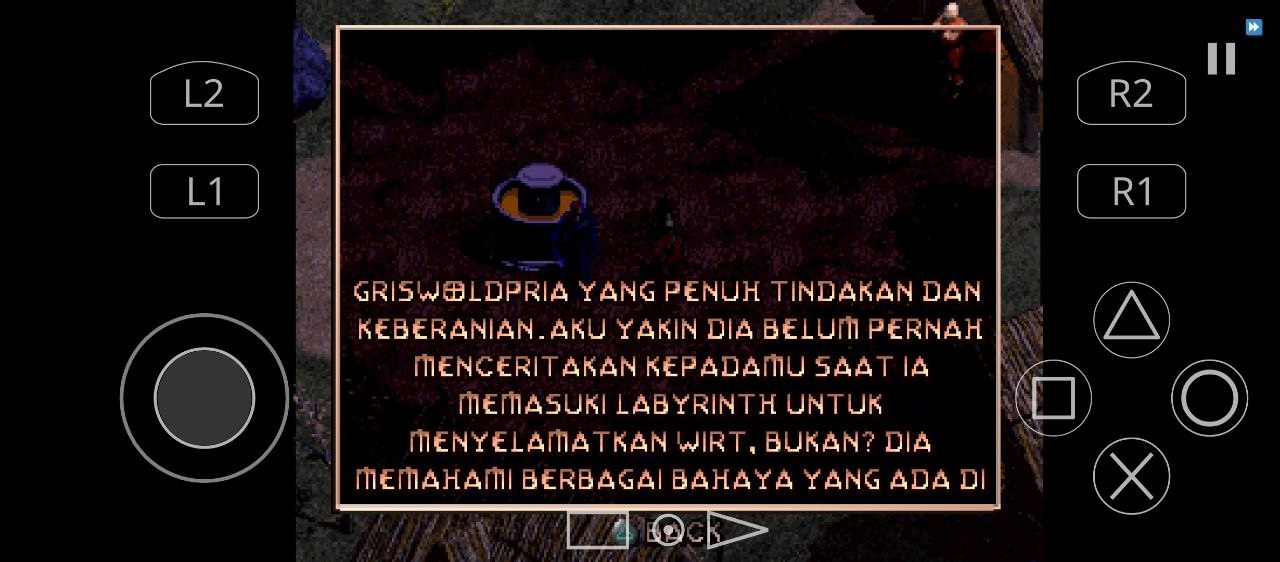 L2
R2
L1
R1
GRISWOLDPRIA YANG PENUH TINDAKAN DAN
KEBERANIAN.AKU YAKIN DIA BELUM PERNAH
MENCERITAKAN KEPADAMU SAAT IA
MEMASUKI LABYRINTH UNTUK
MENYELAMATKAN WIRT, BUKAN? DIA
MEMAHAMI BERBAGAI BAHAYA YANG ADA DI
BACK